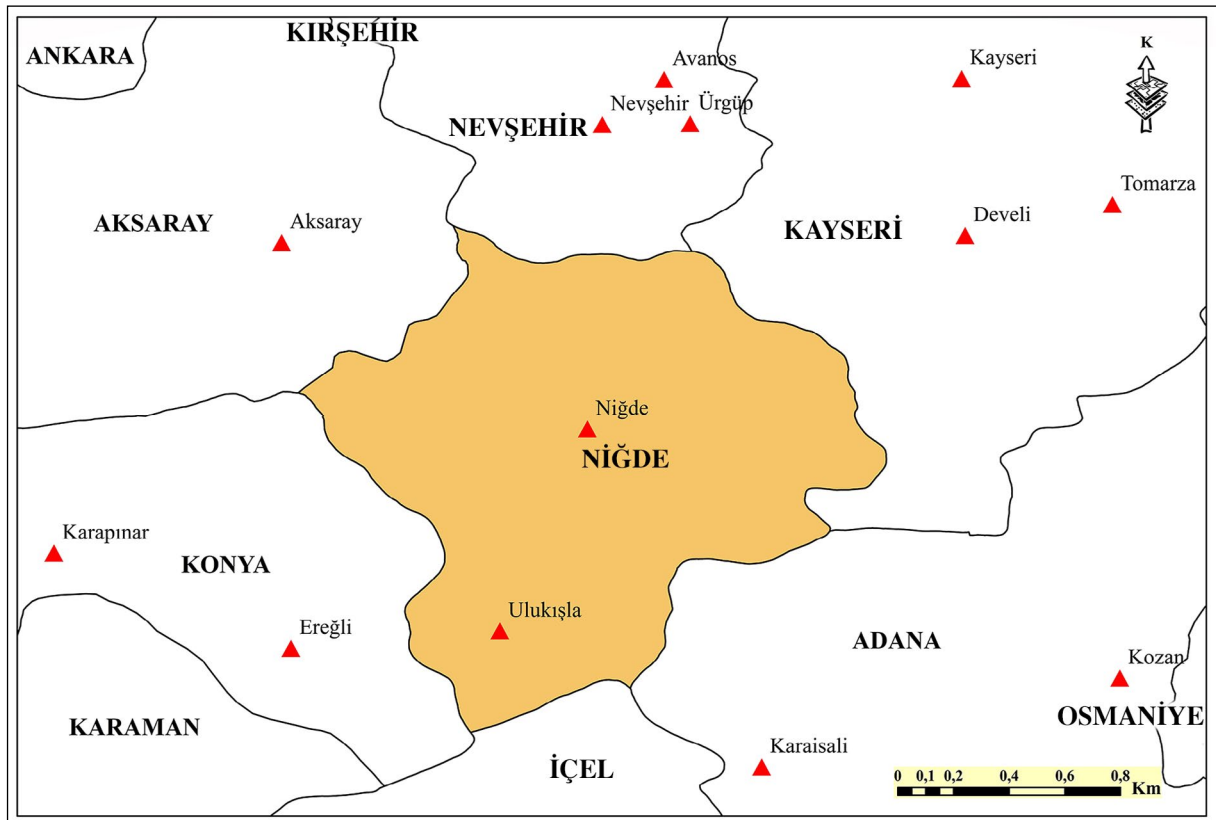 KIRŞEHİR
ANKARA
Avanos
Kayseri
K
Nevşehir
Ürgüp
NEVŞEHİR
Tomarza
AKSARAY
Aksaray
Develi
KAYSERİ
Niğde
NİĞDE
Karapınar
KONYA
Ulukışla
Ereğli
ADANA
Kozan
KARAMAN
OSMANİYE
İÇEL
Karaisali
0 0,1 0,2 0,4 0,6 0,8
Km